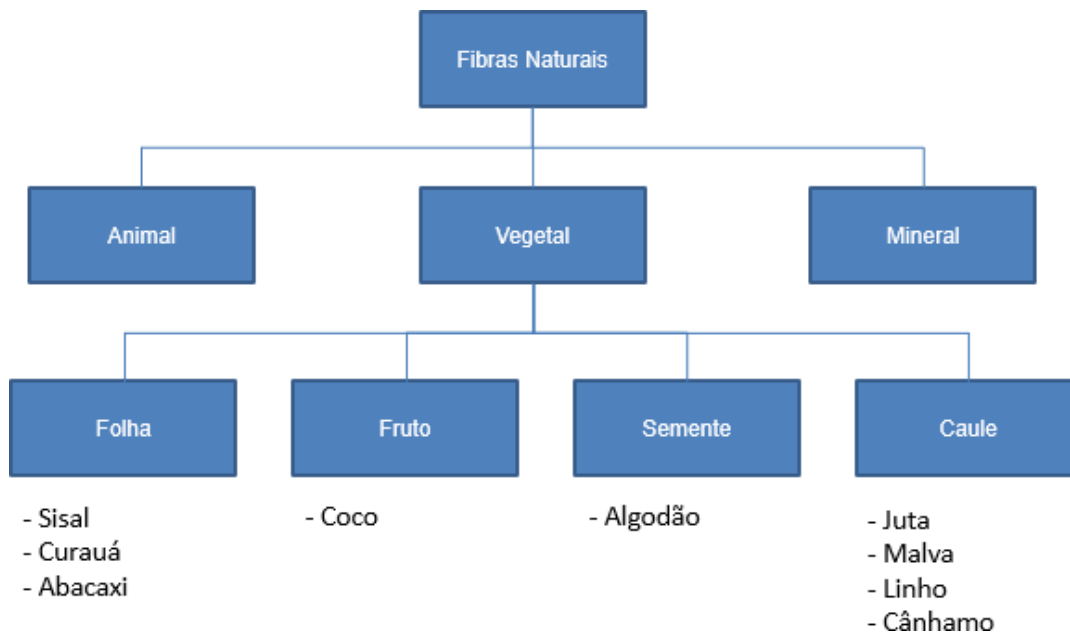 Fibras Naturais
Animal
Vegetal
Mineral
Folha
Fruto
Semente
Caule
- Sisal
- Curauá
- Abacaxi
- Coco
- Algodão
- Juta
- Malva
- Linho
- Cânhamo